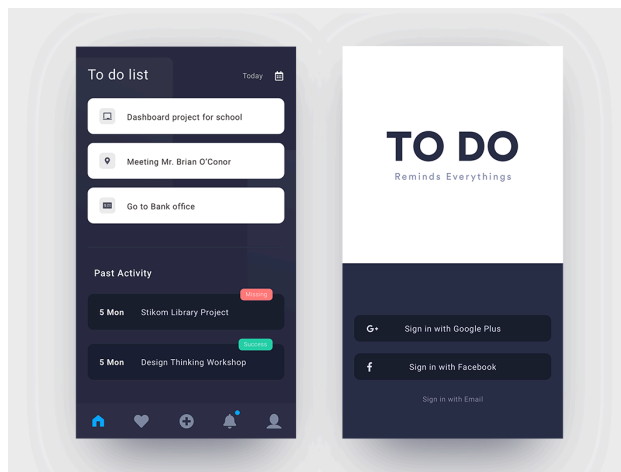 To do list
Today
Dashboard project for school
Meeting Mr. Brian O'Conor
Go to Bank office
Past Activity
Missing
5 Mon Stikom Library Project
Success
5 Mon Design Thinking Workshop
TO DO
Reminds Everythings
G+ Sign in with Google Plus
f Sign in with Facebook
Sign in with Email